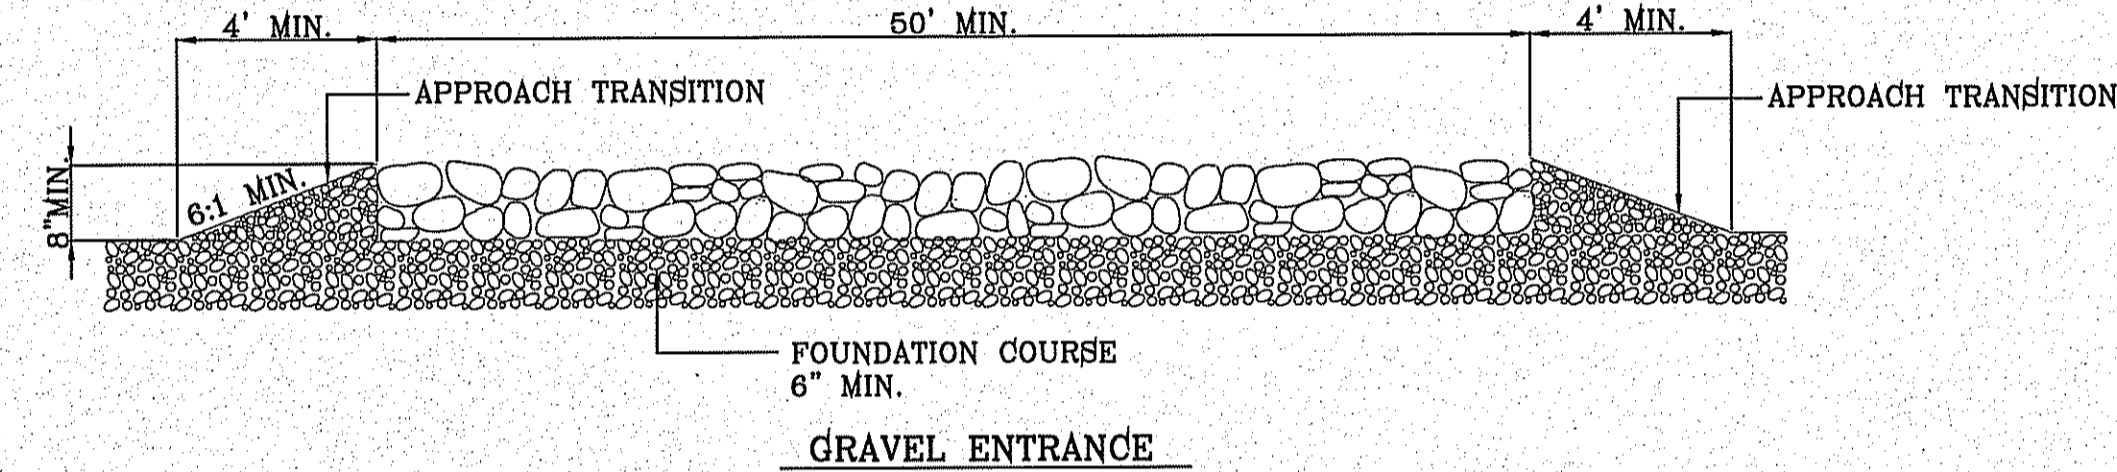 4' MIN.
50' MIN.
4' MIN.
APPROACH TRANSITION
APPROACH TRANSITION
8"MIN.
6:1 MIN.
FOUNDATION COURSE
6" MIN.
GRAVEL ENTRANCE